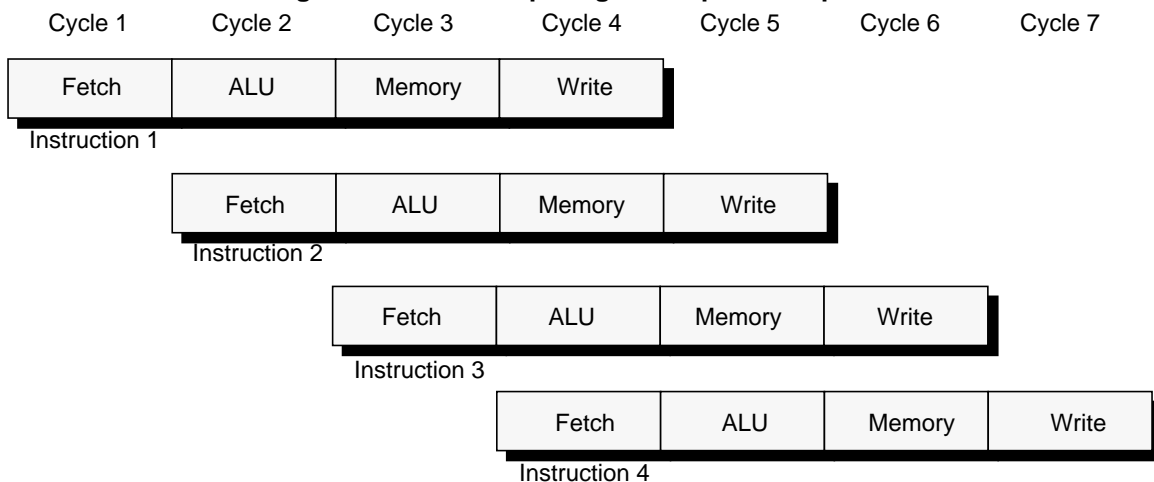 Cycle 1 Cycle 2 Cycle 3 Cycle 4 Cycle 5 Cycle 6 Cycle 7
Fetch ALU Memory Write
Instruction 1
Fetch ALU Memory Write
Instruction 2
Fetch ALU Memory Write
Instruction 3
Fetch ALU Memory Write
Instruction 4